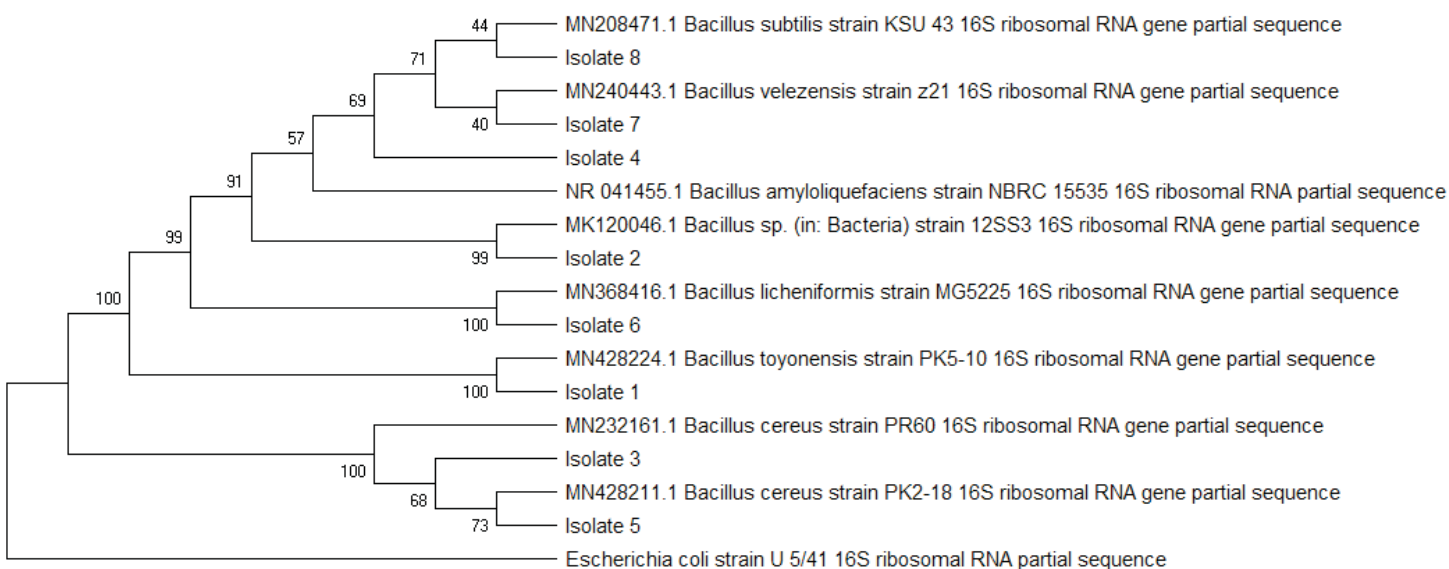 44
MN208471.1 Bacillus subtilis strain KSU 43 16S ribosomal RNA gene partial sequence
Isolate 8
71
MN240443.1 Bacillus velezensis strain z21 16S ribosomal RNA gene partial sequence
69
40
Isolate 7
57
Isolate 4
91
NR 041455.1 Bacillus amyloliquefaciens strain NBRC 15535 16S ribosomal RNA partial sequence
MK120046.1 Bacillus sp. (in: Bacteria) strain 12SS3 16S ribosomal RNA gene partial sequence
99
99
Isolate 2
MN368416.1 Bacillus licheniformis strain MG5225 16S ribosomal RNA gene partial sequence
100
100
Isolate 6
MN428224.1 Bacillus toyonensis strain PK5-10 16S ribosomal RNA gene partial sequence
100
Isolate 1
MN232161.1 Bacillus cereus strain PR60 16S ribosomal RNA gene partial sequence
Isolate 3
100
MN428211.1 Bacillus cereus strain PK2-18 16S ribosomal RNA gene partial sequence
68
73
Isolate 5
Escherichia coli strain U 5/41 16S ribosomal RNA partial sequence